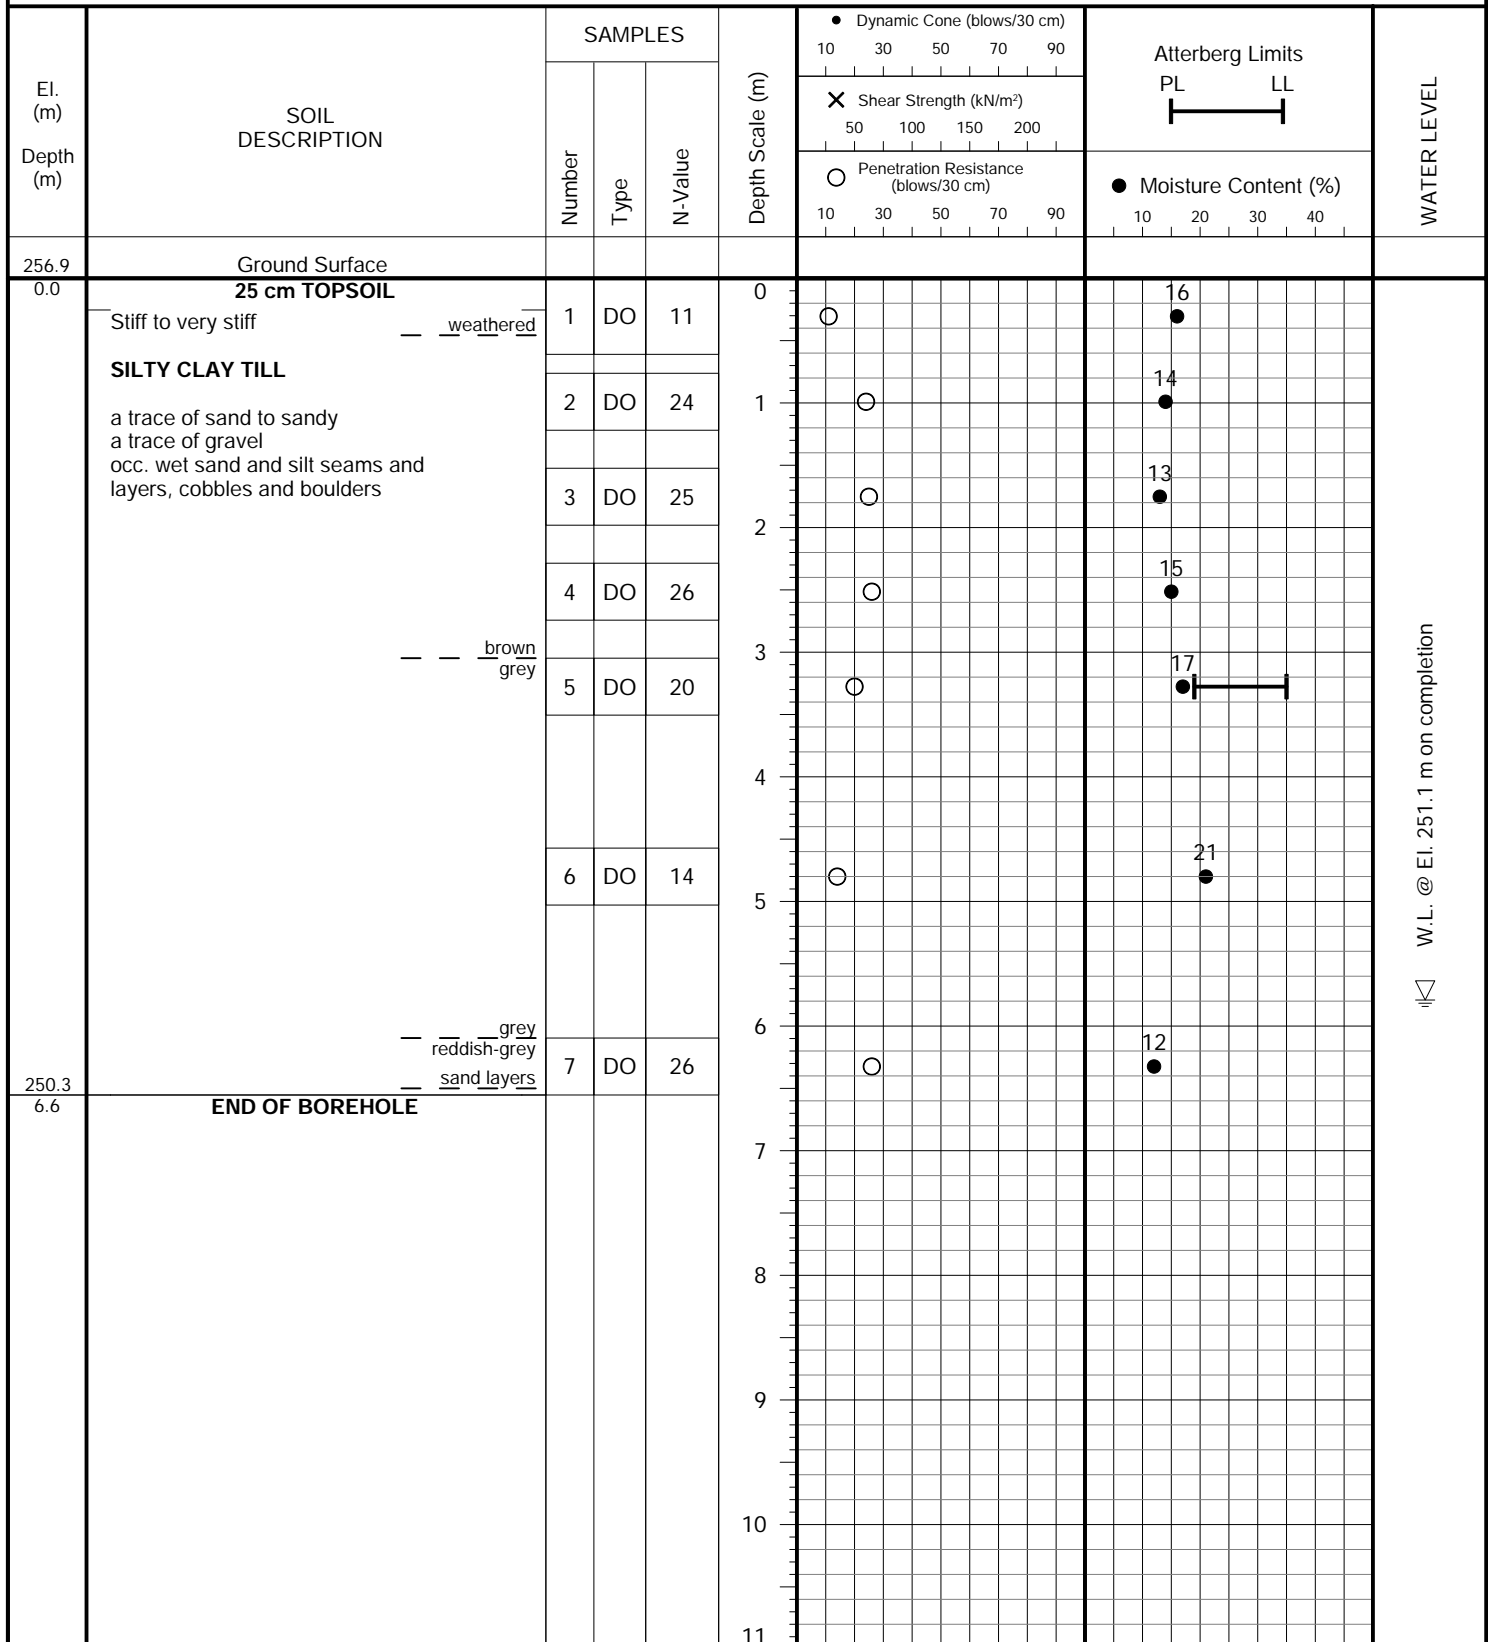 El.
(m)
Depth
(m)
SOIL
DESCRIPTION
SAMPLES
Number
Type
N-Value
Depth Scale (m)
Dynamic Cone (blows/30 cm)
10 30 50 70 90
Shear Strength (kN/m²)
50 100 150 200
Penetration Resistance
(blows/30 cm)
10 30 50 70 90
Atterberg Limits
PL LL
Moisture Content (%)
10 20 30 40
WATER LEVEL
256.9 Ground Surface
0.0 25 cm TOPSOIL 0
16
Stiff to very stiff weathered 1 DO 11
SILTY CLAY TILL
14
2 DO 24 1
a trace of sand to sandy
a trace of gravel
occ. wet sand and silt seams and
layers, cobbles and boulders
13
3 DO 25
2
15
4 DO 26
brown 3
grey
17
5 DO 20
4
21
6 DO 14
5
W.L. @ El. 251.1 m on completion
grey 6
reddish-grey
12
7 DO 26
sand layers
250.3
6.6 END OF BOREHOLE
7
8
9
10
11